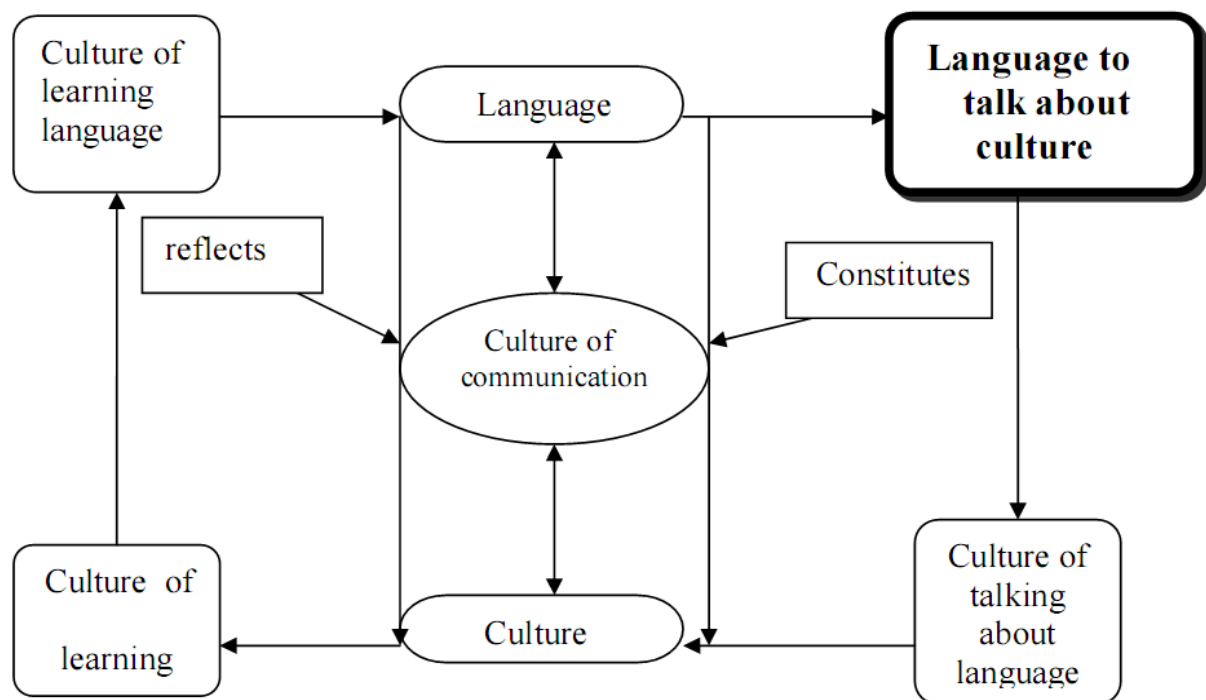 Culture of
learning
language
Language
Language to
talk about
culture
reflects
Constitutes
Culture of
communication
Culture of
learning
Culture
Culture of
talking
about
language